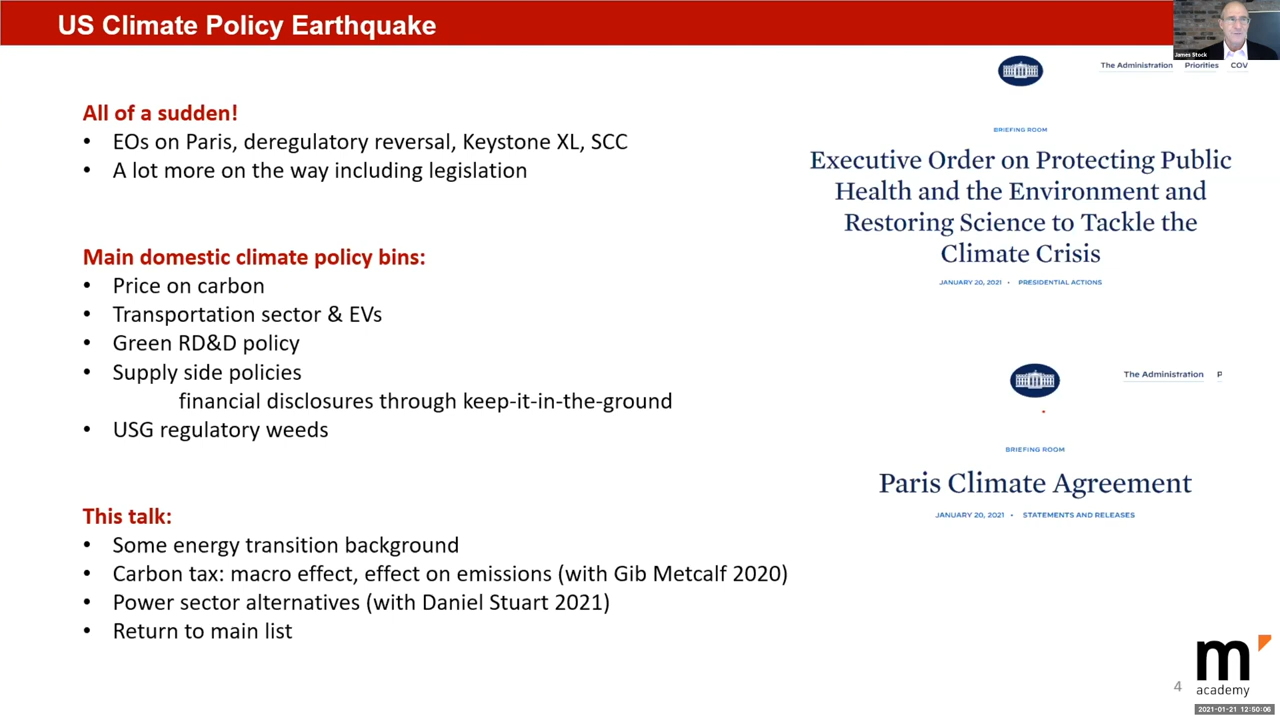 US Climate Policy Earthquake
James Stock
All of a sudden!
• EOs on Paris, deregulatory reversal, Keystone XL, SCC
• A lot more on the way including legislation
Main domestic climate policy bins:
• Price on carbon
• Transportation sector & EVs
• Green RD&D policy
• Supply side policies
financial disclosures through keep-it-in-the-ground
• USG regulatory weeds
This talk:
• Some energy transition background
• Carbon tax: macro effect, effect on emissions (with Gib Metcalf 2020)
• Power sector alternatives (with Daniel Stuart 2021)
• Return to main list
The Administration Priorities COV
BRIEFING ROOM
Executive Order on Protecting Public
Health and the Environment and
Restoring Science to Tackle the
Climate Crisis
JANUARY 20, 2021 • PRESIDENTIAL ACTIONS
The Administration P
BRIEFING ROOM
Paris Climate Agreement
JANUARY 20, 2021 • STATEMENTS AND RELEASES
4
m
academy
2021-01-21 12:50:06